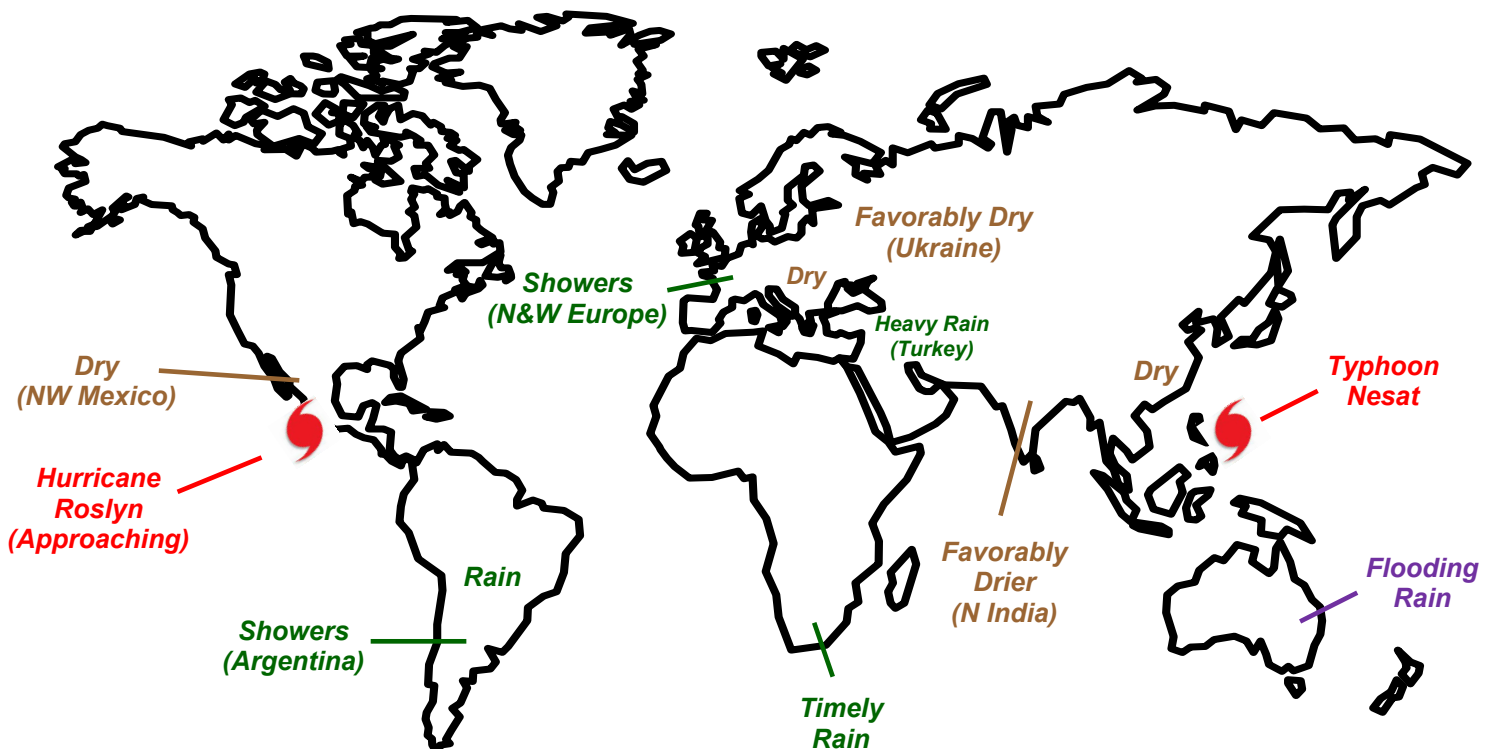 Favorably Dry
(Ukraine)
Showers
(N&W Europe)
Dry
Heavy Rain
(Turkey)
Dry
(NW Mexico)
Dry
Typhoon
Nesat
Hurricane
Roslyn
(Approaching)
Rain
Favorably
Drier
(N India)
Flooding
Rain
Showers
(Argentina)
Timely
Rain